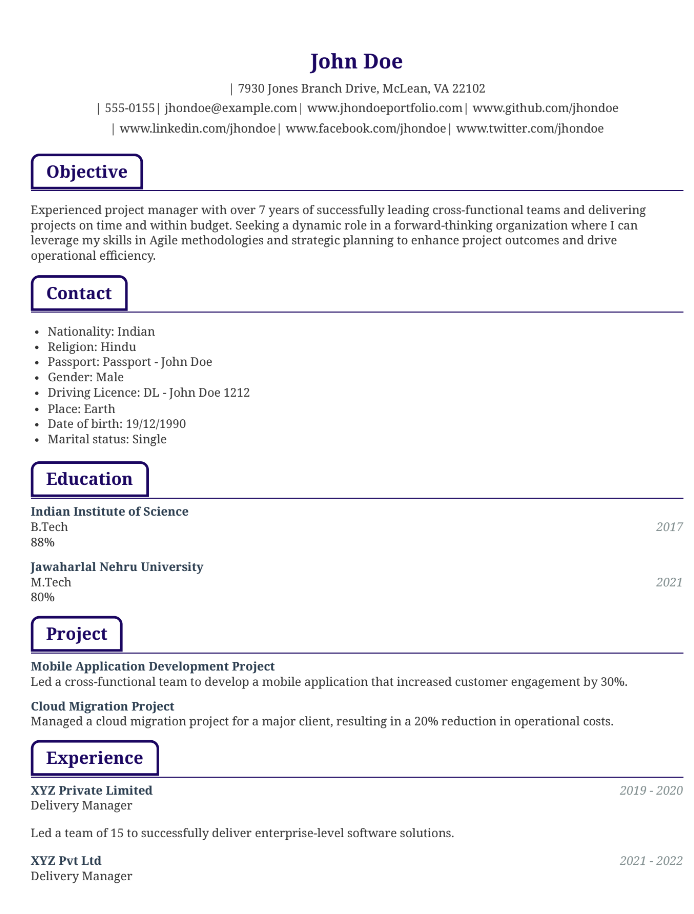 John Doe
| 7930 Jones Branch Drive, McLean, VA 22102
| 555-0155| jhondoe@example.com| www.jhondoeportfolio.com| www.github.com/jhondoe
| www.linkedin.com/jhondoe| www.facebook.com/jhondoe| www.twitter.com/jhondoe
Objective
Experienced project manager with over 7 years of successfully leading cross-functional teams and delivering
projects on time and within budget. Seeking a dynamic role in a forward-thinking organization where I can
leverage my skills in Agile methodologies and strategic planning to enhance project outcomes and drive
operational efficiency.
Contact
• Nationality: Indian
• Religion: Hindu
• Passport: Passport - John Doe
• Gender: Male
• Driving Licence: DL - John Doe 1212
• Place: Earth
• Date of birth: 19/12/1990
• Marital status: Single
Education
Indian Institute of Science
B.Tech 2017
88%
Jawaharlal Nehru University
M.Tech 2021
80%
Project
Mobile Application Development Project
Led a cross-functional team to develop a mobile application that increased customer engagement by 30%.
Cloud Migration Project
Managed a cloud migration project for a major client, resulting in a 20% reduction in operational costs.
Experience
XYZ Private Limited 2019 - 2020
Delivery Manager
Led a team of 15 to successfully deliver enterprise-level software solutions.
XYZ Pvt Ltd 2021 - 2022
Delivery Manager